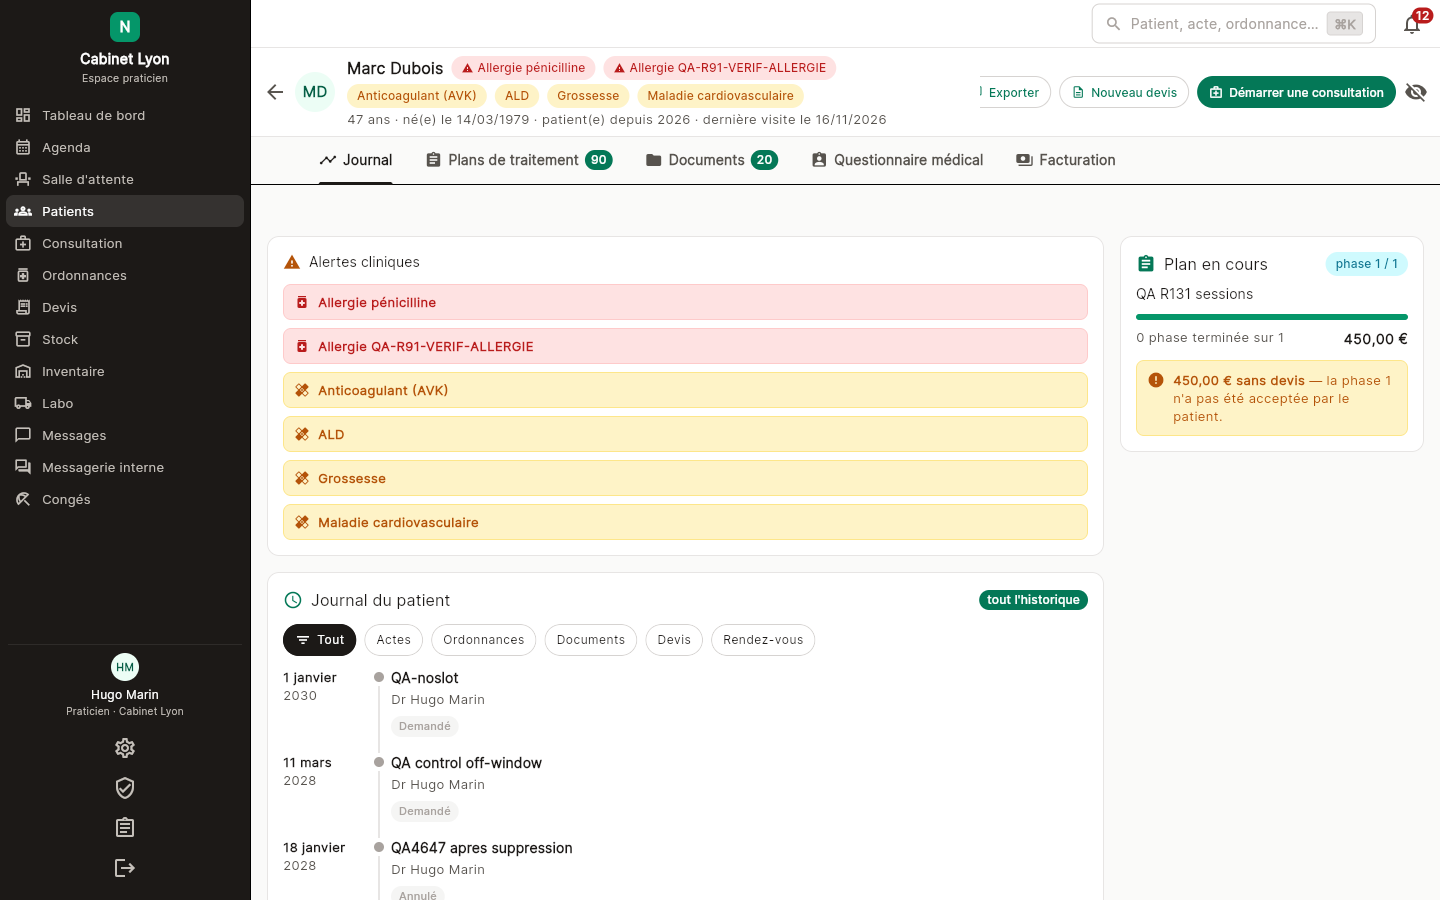 N
Cabinet Lyon
Espace praticien
Tableau de bord
Agenda
Salle d'attente
Patients
Consultation
Ordonnances
Devis
Stock
Inventaire
Labo
Messages
Messagerie interne
Congés
HM
Hugo Marin
Praticien · Cabinet Lyon
Patient, acte, ordonnance... ⌘K
12
MD
Marc Dubois Allergie pénicilline Allergie QA-R91-VERIF-ALLERGIE
Anticoagulant (AVK) ALD Grossesse Maladie cardiovasculaire
47 ans · né(e) le 14/03/1979 · patient(e) depuis 2026 · dernière visite le 16/11/2026
Exporter Nouveau devis Démarrer une consultation
Journal Plans de traitement 90 Documents 20 Questionnaire médical Facturation
Alertes cliniques
Allergie pénicilline
Allergie QA-R91-VERIF-ALLERGIE
Anticoagulant (AVK)
ALD
Grossesse
Maladie cardiovasculaire
Plan en cours phase 1 / 1
QA R131 sessions
0 phase terminée sur 1 450,00 €
450,00 € sans devis — la phase 1
n'a pas été acceptée par le
patient.
Journal du patient tout l'historique
Tout Actes Ordonnances Documents Devis Rendez-vous
1 janvier QA-noslot
2030 Dr Hugo Marin
Demandé
11 mars QA control off-window
2028 Dr Hugo Marin
Demandé
18 janvier QA4647 apres suppression
2028 Dr Hugo Marin
Annulé